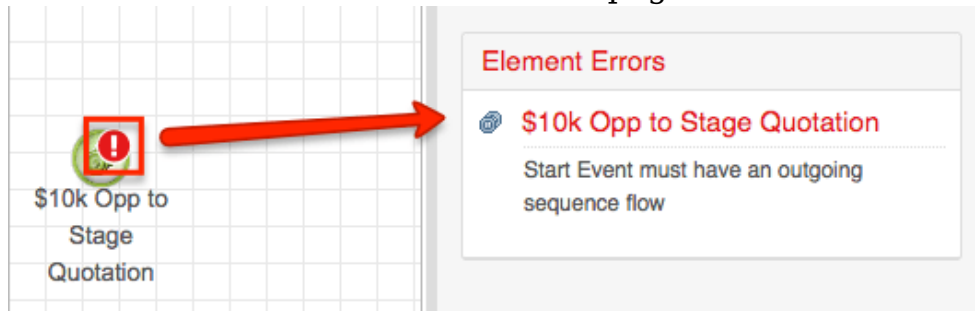 Element Errors
$10k Opp to Stage Quotation
Start Event must have an outgoing
sequence flow
$10k Opp to
Stage
Quotation